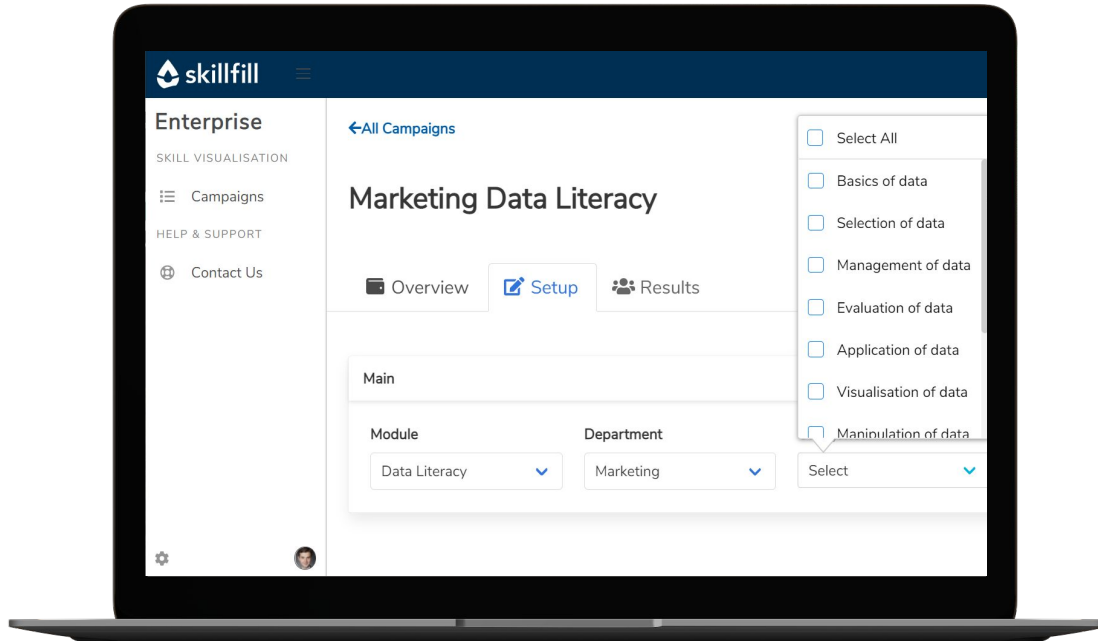 skillfill
Enterprise
SKILL VISUALISATION
Campaigns
HELP & SUPPORT
Contact Us
All Campaigns
Marketing Data Literacy
Overview
Setup
Results
Main
Module
Department
Data Literacy
Marketing
Select
Select All
Basics of data
Selection of data
Management of data
Evaluation of data
Application of data
Visualisation of data
Manipulation of data